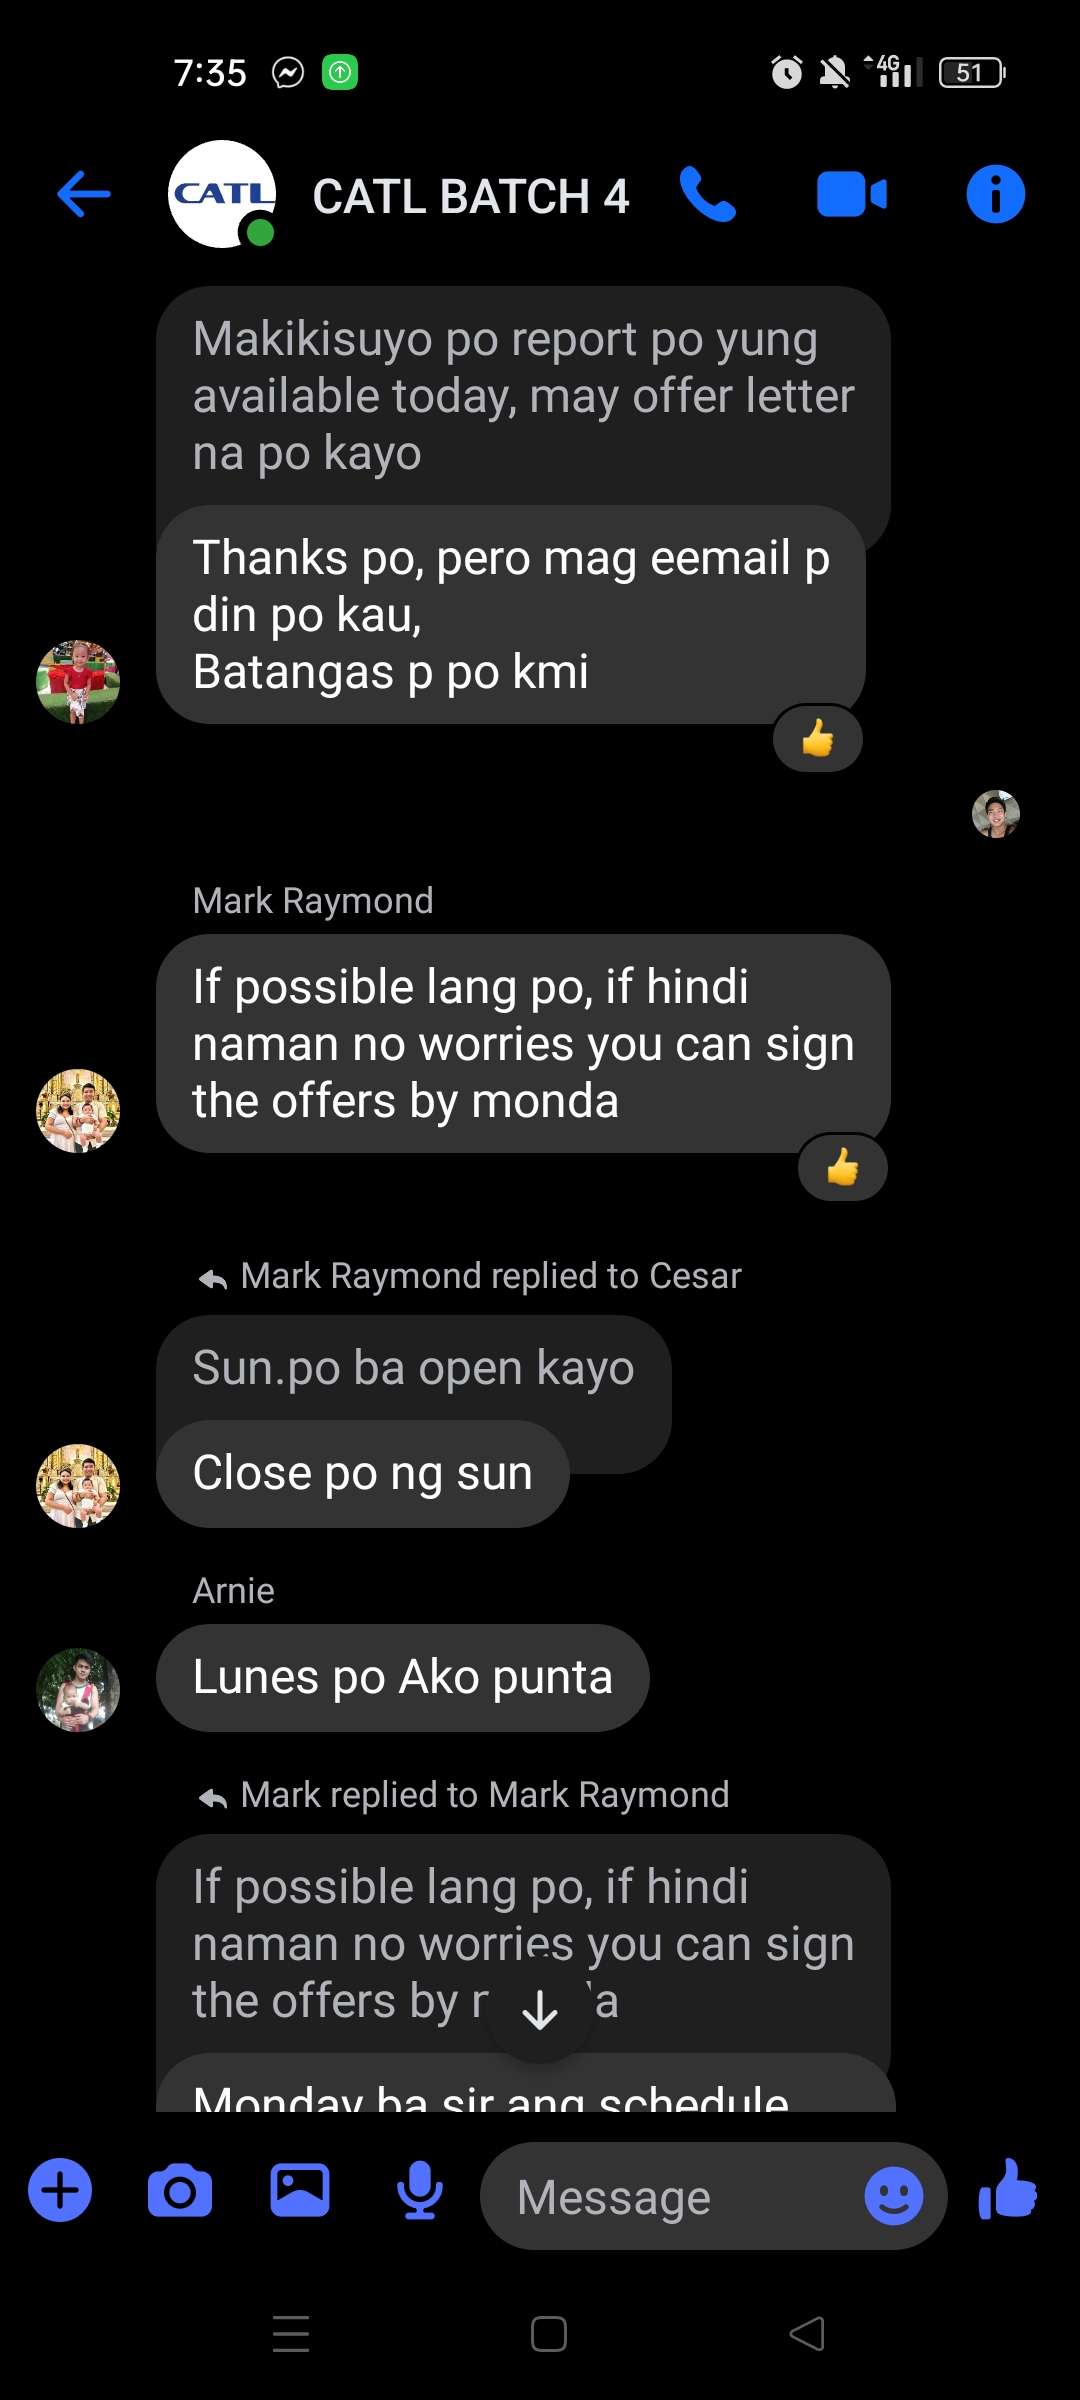 7:35
4G
51
CATL
CATL BATCH 4
Makikisuyo po report po yung
available today, may offer letter
na po kayo
Thanks po, pero mag eemail p
din po kau,
Batangas p po kmi
Mark Raymond
If possible lang po, if hindi
naman no worries you can sign
the offers by monda
Mark Raymond replied to Cesar
Sun.po ba open kayo
Close po ng sun
Arnie
Lunes po Ako punta
Mark replied to Mark Raymond
If possible lang po, if hindi
naman no worries you can sign
the offers by
Monday ba sir ang schedule
Message